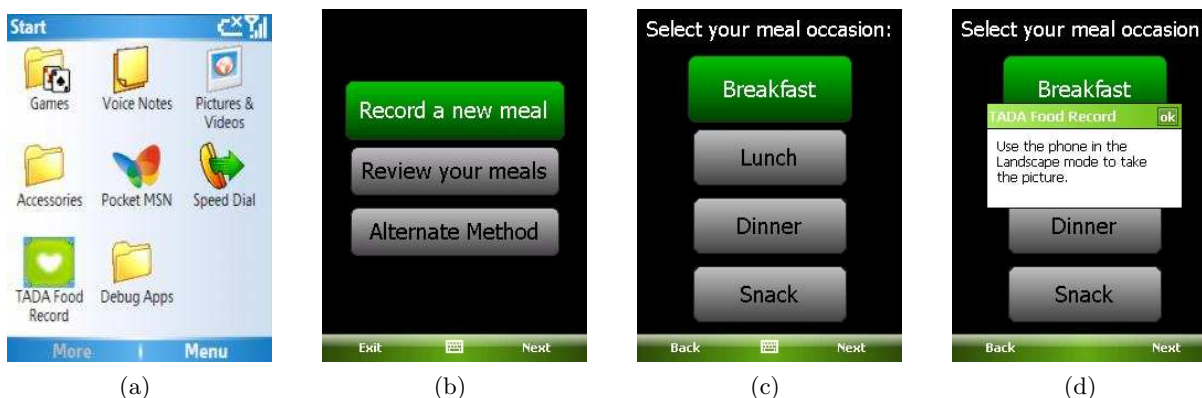 Start
Games
Voice Notes
Pictures &
Videos
Accessories
Pocket MSN
Speed Dial
TADA Food
Record
Debug Apps
More
Menu
(a)
Record a new meal
Review your meals
Alternate Method
Exit
Next
(b)
Select your meal occasion:
Breakfast
Lunch
Dinner
Snack
Back
Next
(c)
Select your meal occasion
Breakfast
TADA Food Record
ok
Use the phone in the
Landscape mode to take
the picture.
Dinner
Snack
Back
Next
(d)